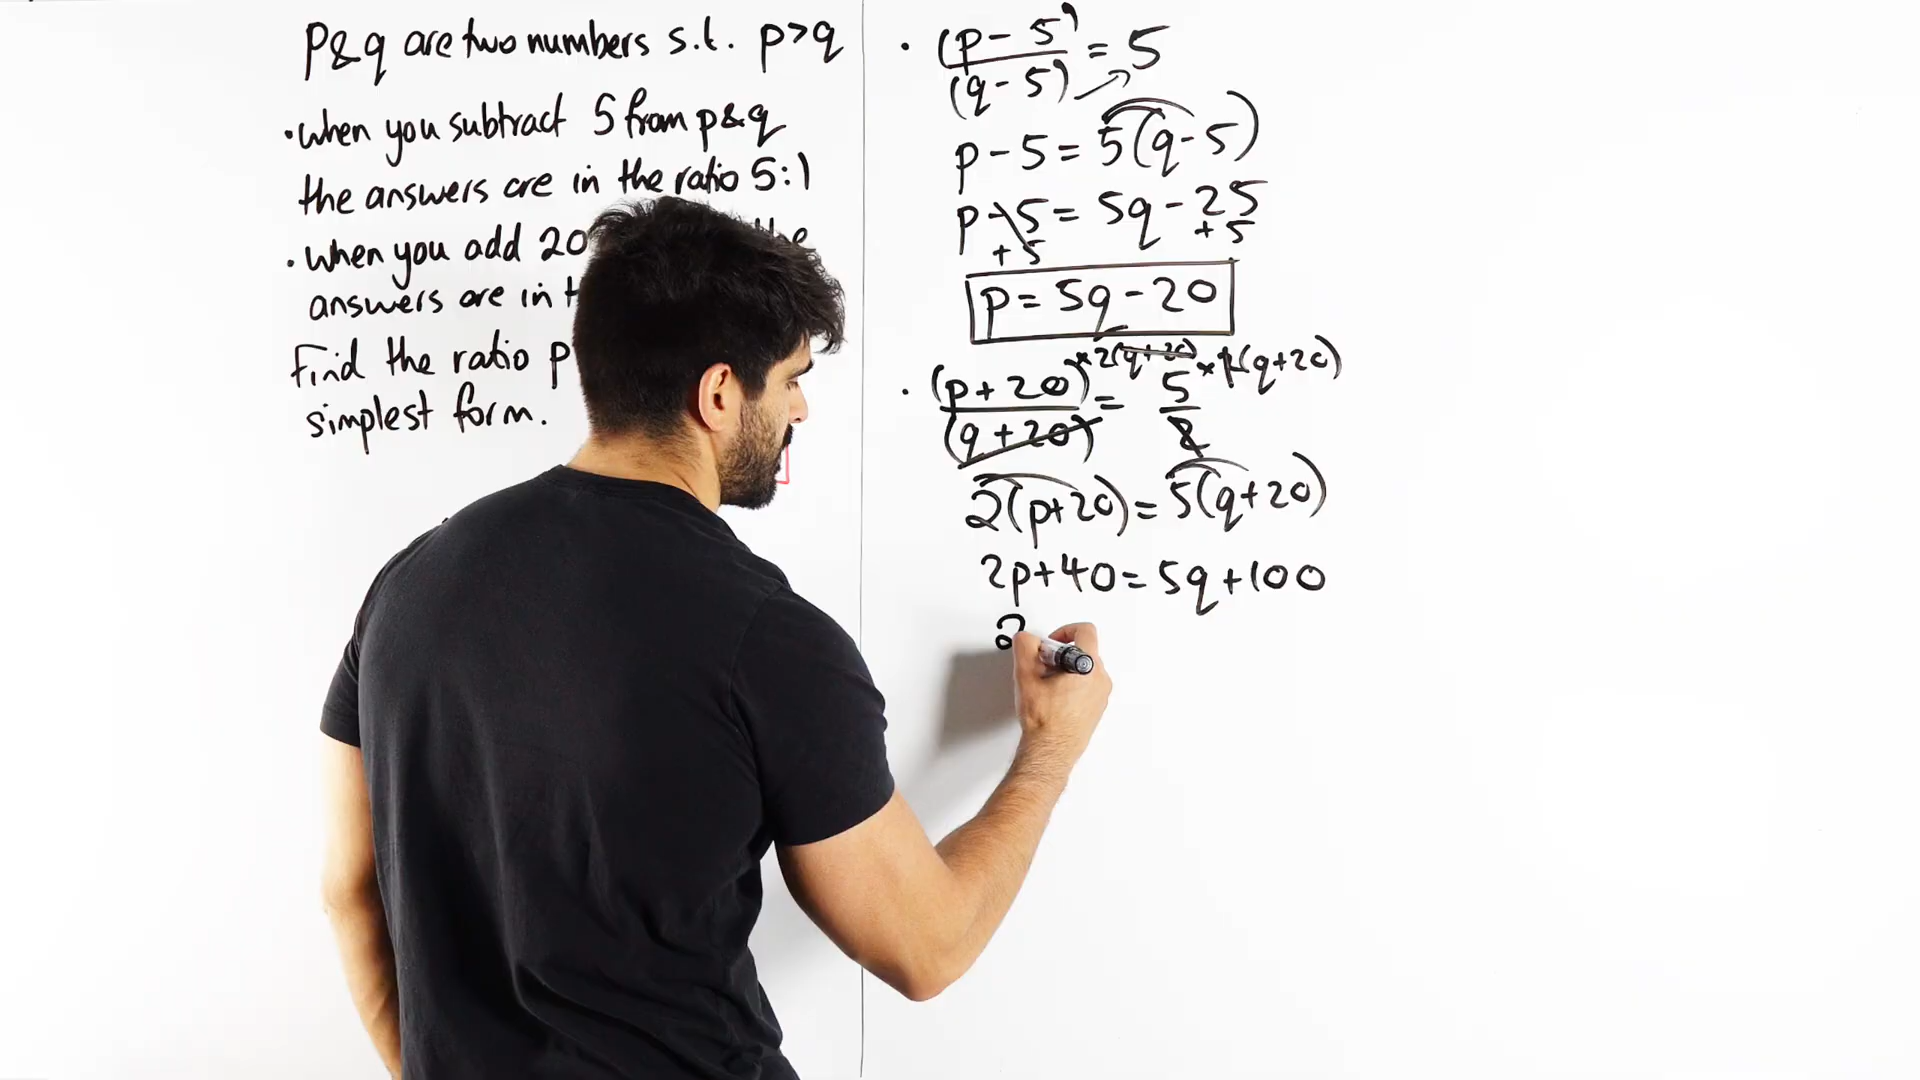 p & q are two numbers s.t. p>q
• when you subtract 5 from p & q
the answers are in the ratio 5:1
• when you add 20
answers are in
Find the ratio p
simplest form.
• (p - 5) / (q - 5) = 5
p - 5 = 5(q - 5)
p - 5 = 5q - 25
+ 5 + 5
p = 5q - 20
×2(q+20) ×2(q+20)
• (p + 20) / (q + 20) = 5/2
2(p+20) = 5(q+20)
2p+40 = 5q+100
2